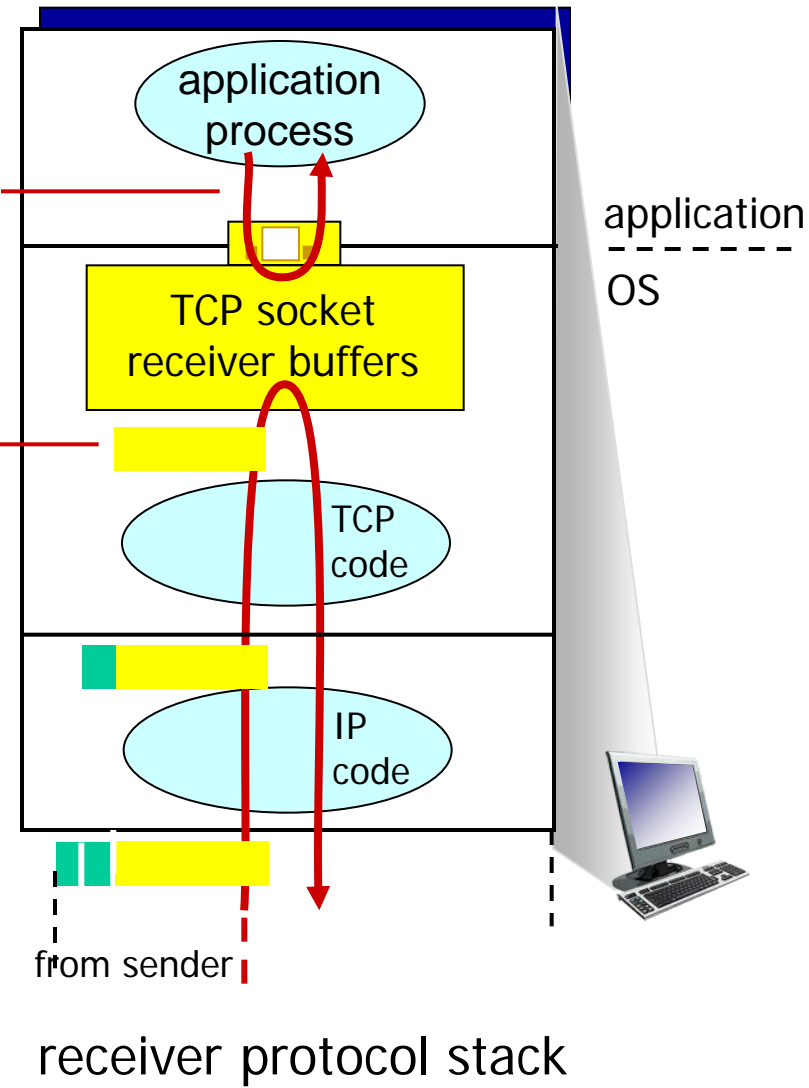 application
process
application
OS
TCP socket
receiver buffers
TCP
code
IP
code
from sender
receiver protocol stack